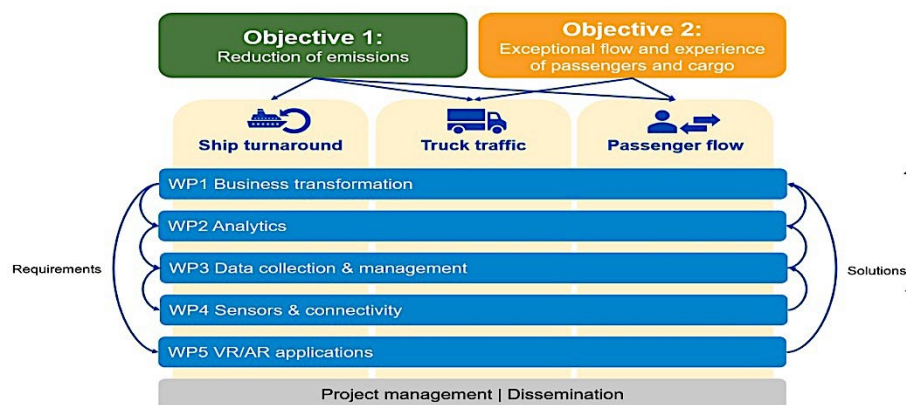 Objective 1:
Reduction of emissions
Objective 2:
Exceptional flow and experience
of passengers and cargo
Ship turnaround
Truck traffic
Passenger flow
WP1 Business transformation
WP2 Analytics
WP3 Data collection & management
WP4 Sensors & connectivity
WP5 VR/AR applications
Requirements
Solutions
Project management | Dissemination